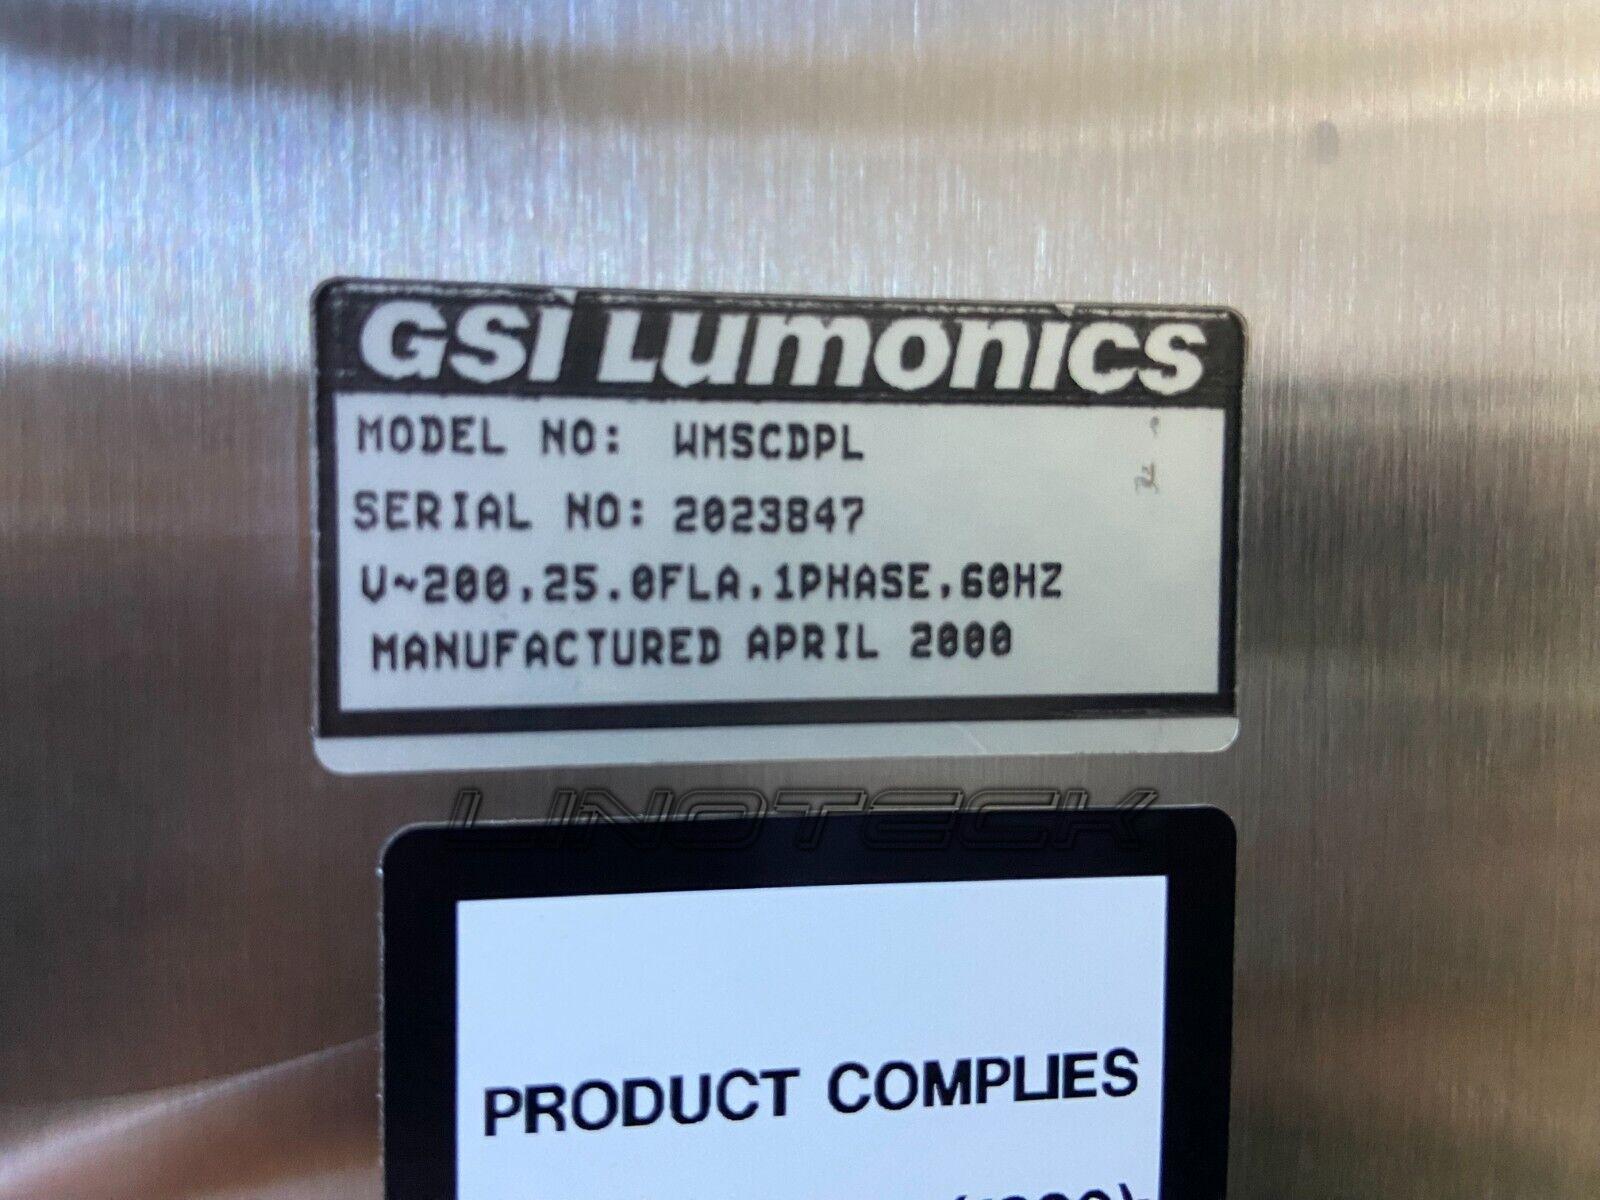 GSI LUMONICS
MODEL NO: WMSCDPL
SERIAL NO: 2023847
V~200,25.0FLA,1PHASE,60HZ
MANUFACTURED APRIL 2000
LINOTECK
PRODUCT COMPLIES